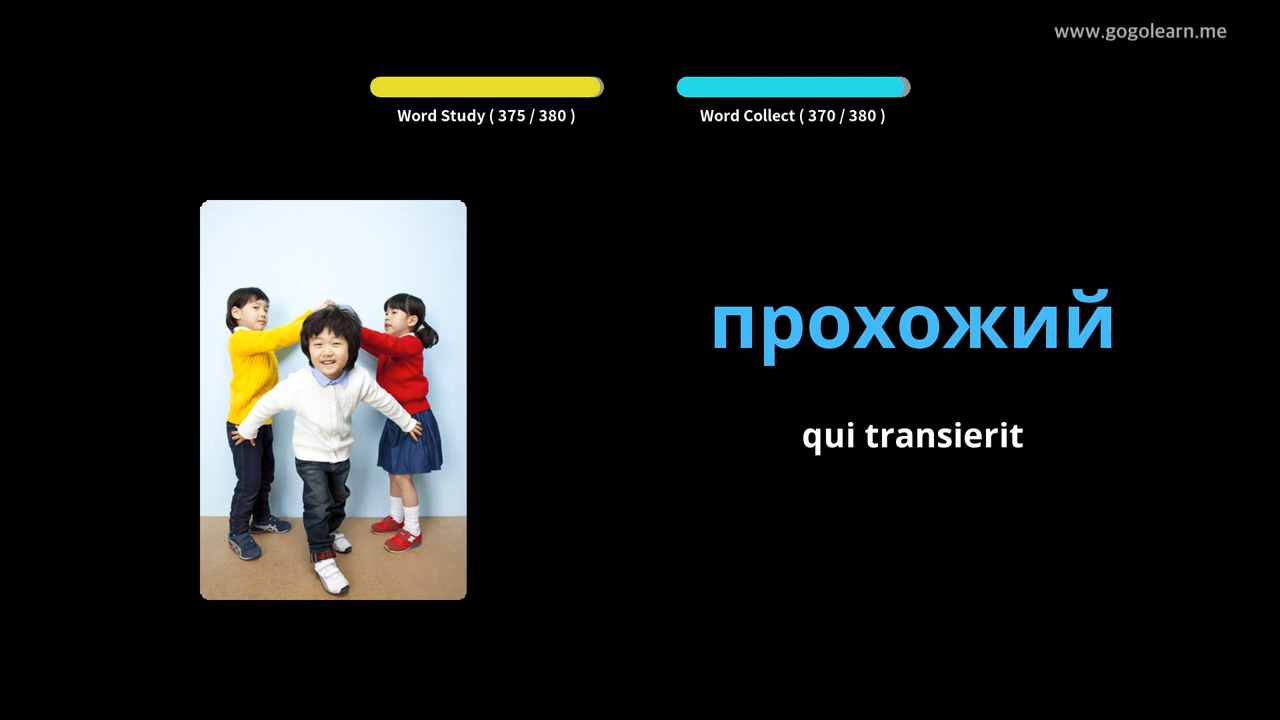 www.gogolearn.me
Word Study ( 375 / 380 )
Word Collect ( 370 / 380 )
прохожий
qui transierit